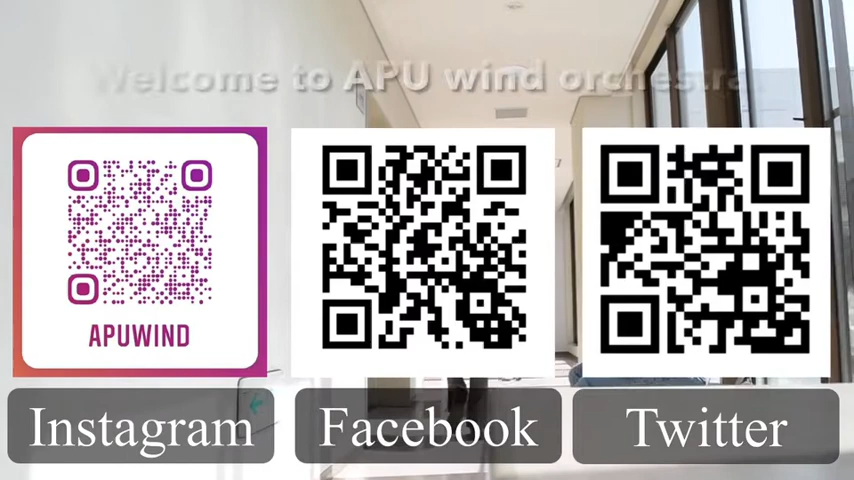 Welcome to APU wind orchestra
APUWIND
Instagram
Facebook
Twitter